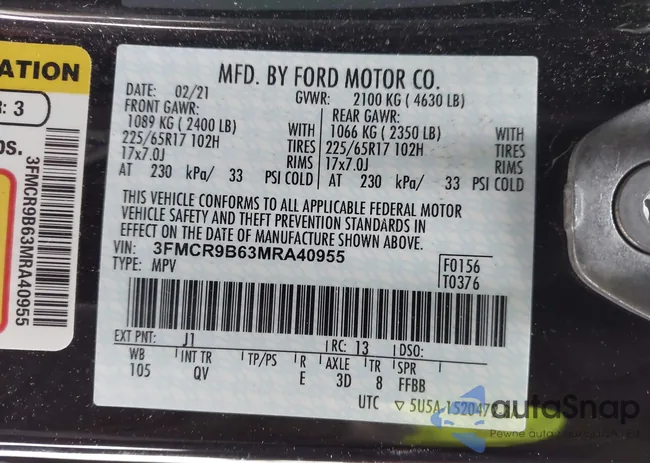 ATION
: 3
OS.
3FMCR9B63MRA40955
MFD. BY FORD MOTOR CO.
DATE: 02/21 GVWR: 2100 KG ( 4630 LB)
FRONT GAWR: REAR GAWR:
1089 KG ( 2400 LB) WITH 1066 KG ( 2350 LB) WITH
225/65R17 102H TIRES 225/65R17 102H TIRES
17x7.0J RIMS 17x7.0J RIMS
AT 230 kPa/ 33 PSI COLD AT 230 kPa/ 33 PSI COLD
THIS VEHICLE CONFORMS TO ALL APPLICABLE FEDERAL MOTOR
VEHICLE SAFETY AND THEFT PREVENTION STANDARDS IN
EFFECT ON THE DATE OF MANUFACTURE SHOWN ABOVE.
VIN: 3FMCR9B63MRA40955
TYPE: MPV
F0156
T0376
EXT PNT: J1 RC: 13 DSO:
WB INT TR TP/PS R AXLE TR SPR
105 QV E 3D 8 FFBB
UTC ▽ 5U5A-1520472
autoSnap
Pewne auto w